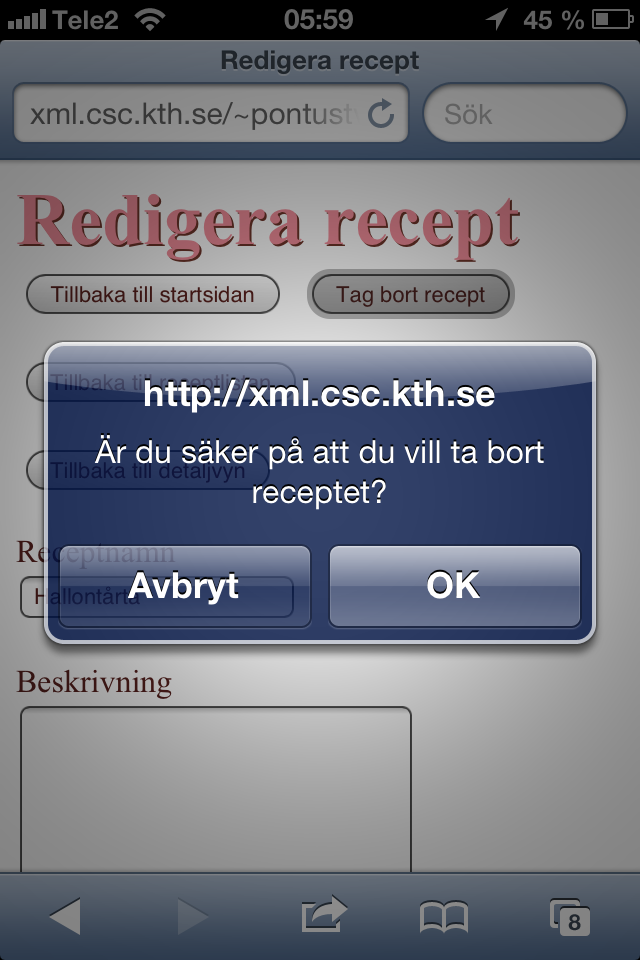 Tele2 05:59 45 %
Redigera recept
xml.csc.kth.se/~pontust Sök
Redigera recept
Tillbaka till startsidan Tag bort recept
Tillbaka till receptlistan
http://xml.csc.kth.se
Är du säker på att du vill ta bort
receptet?
Tillbaka till detaljvyn
Receptnamn
Avbryt OK
Hallontårta
Beskrivning
8